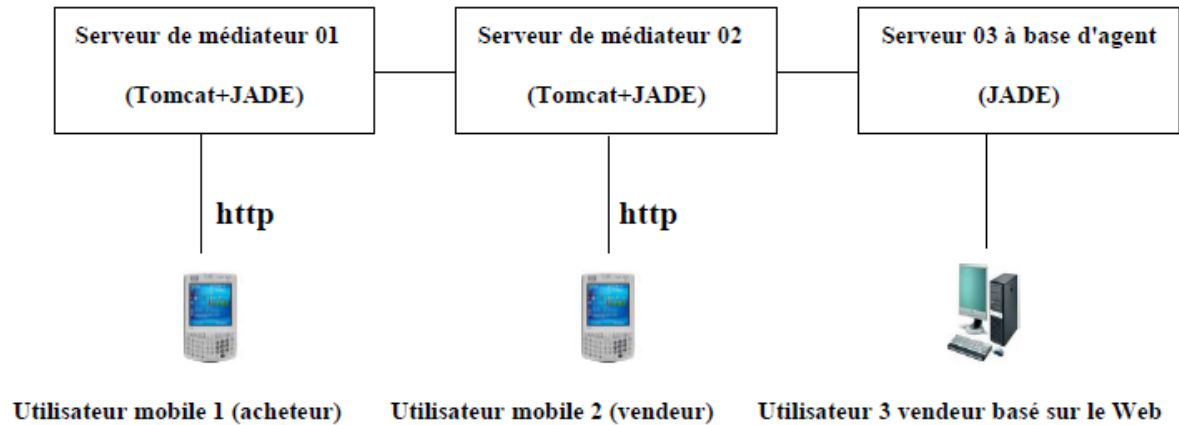 Serveur de médiateur 01
(Tomcat+JADE)
Serveur de médiateur 02
(Tomcat+JADE)
Serveur 03 à base d'agent
(JADE)
http
http
Utilisateur mobile 1 (acheteur)
Utilisateur mobile 2 (vendeur)
Utilisateur 3 vendeur basé sur le Web